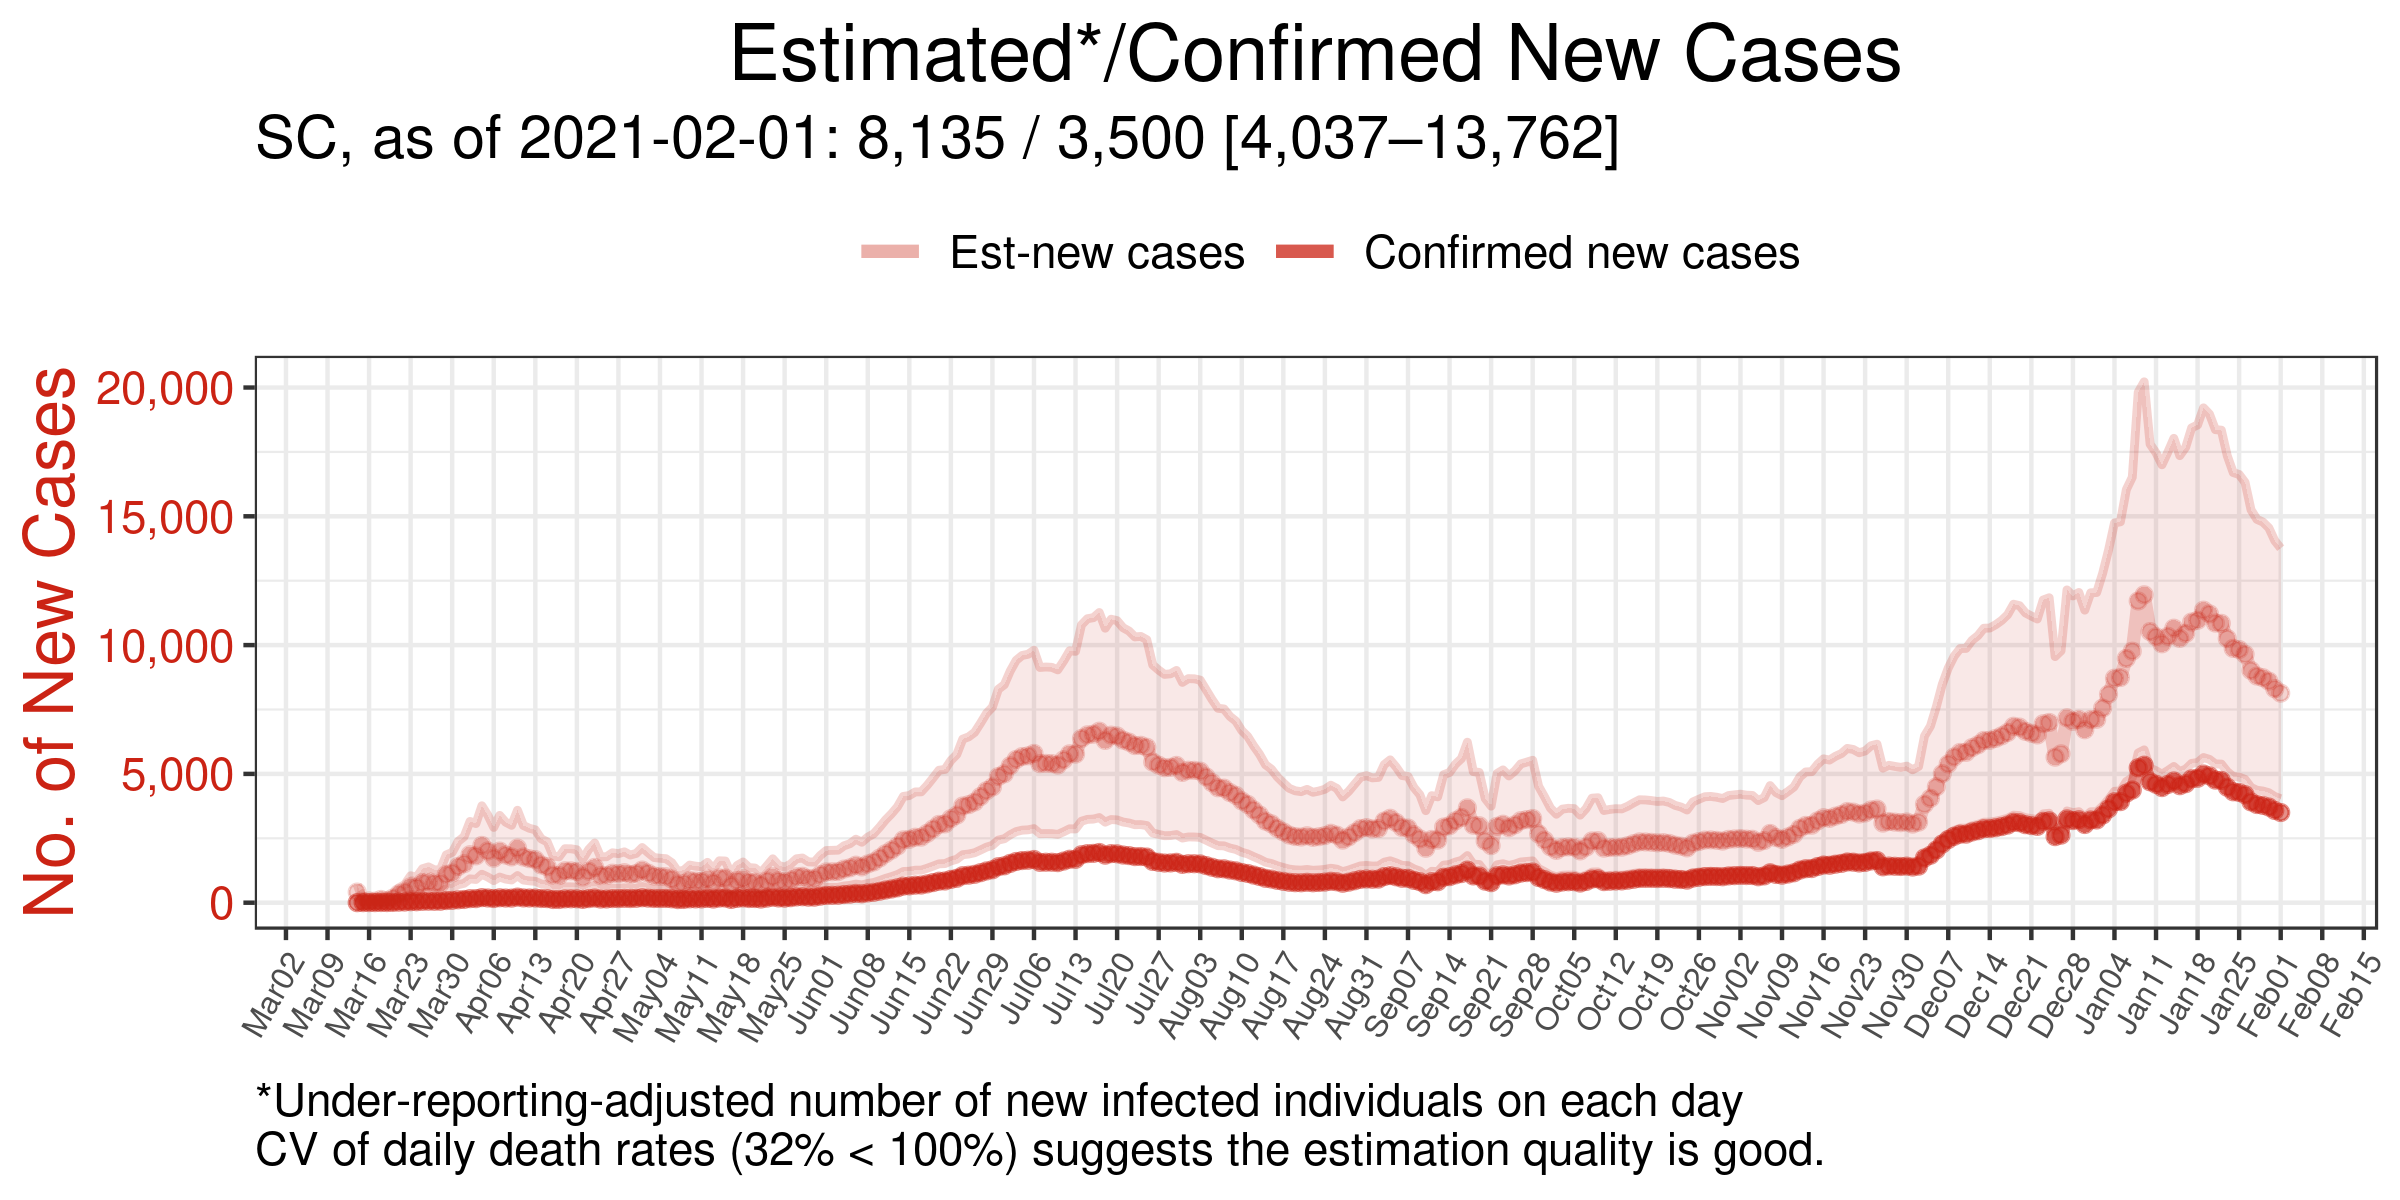 Estimated*/Confirmed New Cases
SC, as of 2021-02-01: 8,135 / 3,500 [4,037–13,762]
Est-new cases
Confirmed new cases
No. of New Cases
20,000
15,000
10,000
5,000
0
Mar02
Mar09
Mar16
Mar23
Mar30
Apr06
Apr13
Apr20
Apr27
May04
May11
May18
May25
Jun01
Jun08
Jun15
Jun22
Jun29
Jul06
Jul13
Jul20
Jul27
Aug03
Aug10
Aug17
Aug24
Aug31
Sep07
Sep14
Sep21
Sep28
Oct05
Oct12
Oct19
Oct26
Nov02
Nov09
Nov16
Nov23
Nov30
Dec07
Dec14
Dec21
Dec28
Jan04
Jan11
Jan18
Jan25
Feb01
Feb08
Feb15
*Under-reporting-adjusted number of new infected individuals on each day
CV of daily death rates (32% < 100%) suggests the estimation quality is good.